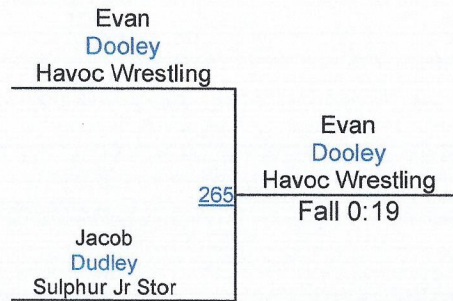 Evan
Dooley
Havoc Wrestling
Evan
Dooley
Havoc Wrestling
265
Fall 0:19
Jacob
Dudley
Sulphur Jr Stor